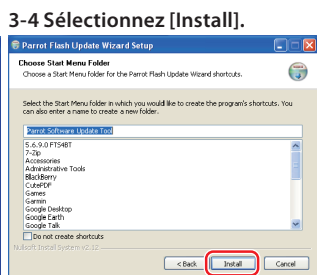 3-4 Sélectionnez [Install].
Parrot Flash Update Wizard Setup
Choose Start Menu Folder
Choose a Start Menu folder for the Parrot Flash Update Wizard shortcuts.
Select the Start Menu folder in which you would like to create the program's shortcuts. You
can also enter a name to create a new folder.
Parrot Software Update Tool
5.6.9.0 FTS4BT
7-Zip
Accessories
Administrative Tools
BlackBerry
CutePDF
Games
Garmin
Google Desktop
Google Earth
Google Talk
Do not create shortcuts
Nullsoft Install System v2.12
< Back
Install
Cancel